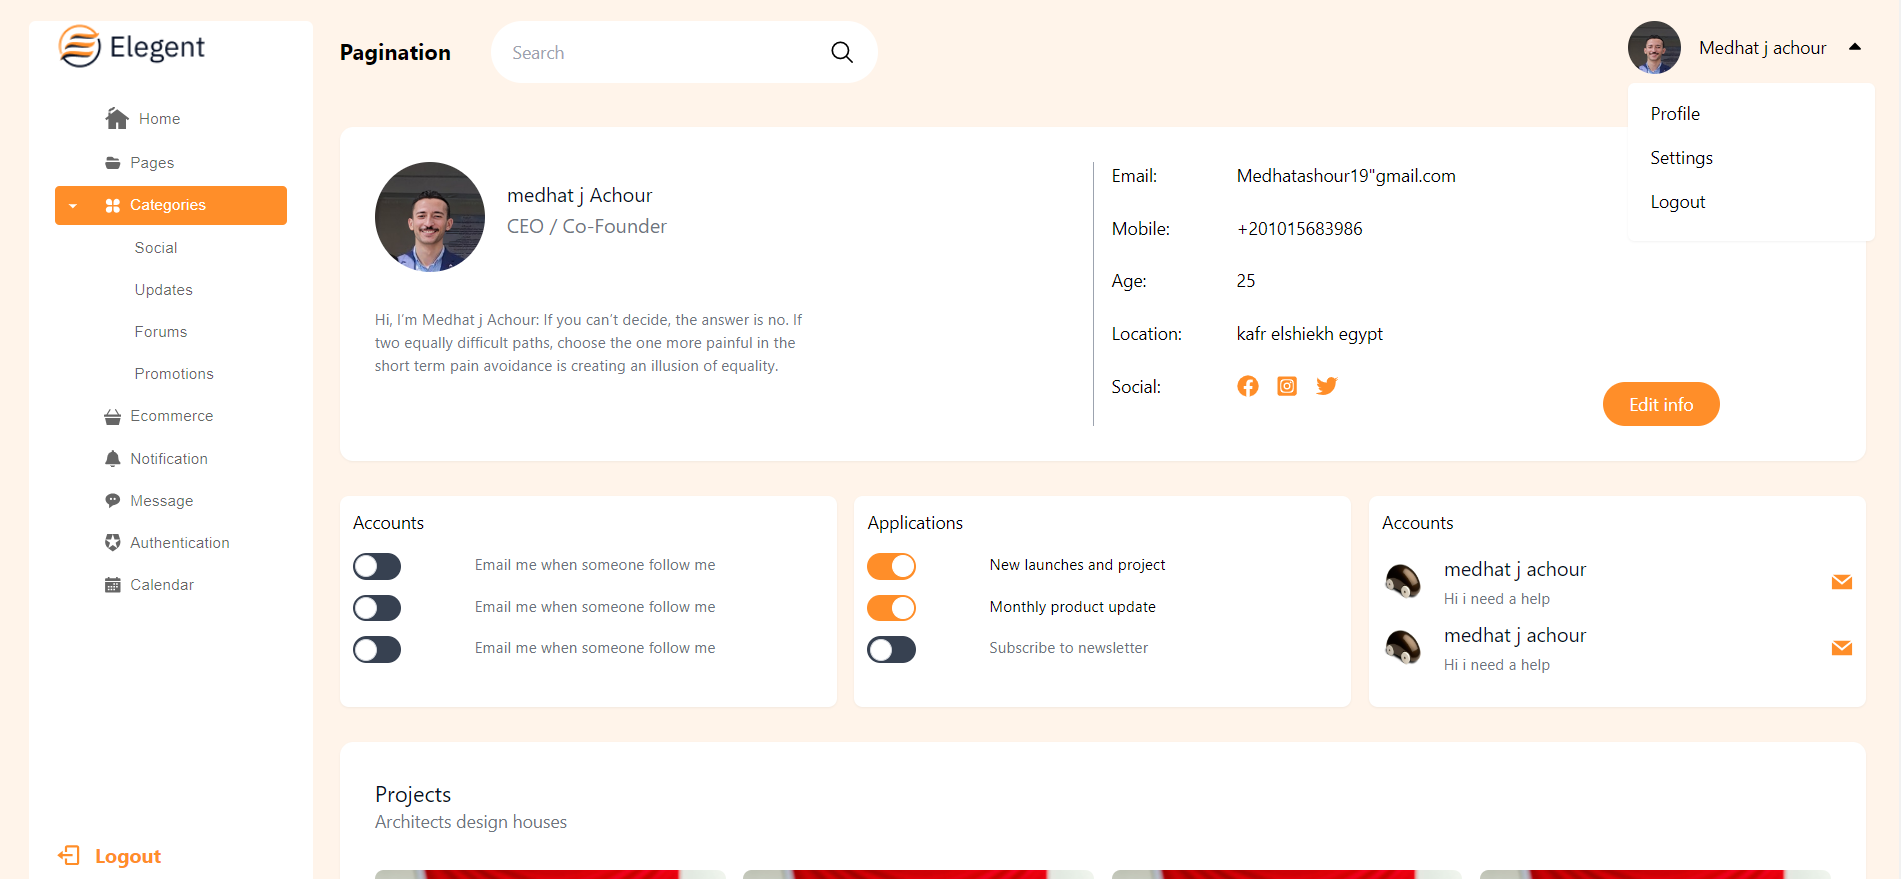 Elegent
Home
Pages
Categories
Social
Updates
Forums
Promotions
Ecommerce
Notification
Message
Authentication
Calendar
Logout
Pagination
Search
Medhat j achour
Profile
Settings
Logout
medhat j Achour
CEO / Co-Founder
Hi, I'm Medhat j Achour: If you can't decide, the answer is no. If
two equally difficult paths, choose the one more painful in the
short term pain avoidance is creating an illusion of equality.
Email: Medhatashour19"gmail.com
Mobile: +201015683986
Age: 25
Location: kafr elshiekh egypt
Social:
Edit info
Accounts
Email me when someone follow me
Email me when someone follow me
Email me when someone follow me
Applications
New launches and project
Monthly product update
Subscribe to newsletter
Accounts
medhat j achour
Hi i need a help
medhat j achour
Hi i need a help
Projects
Architects design houses